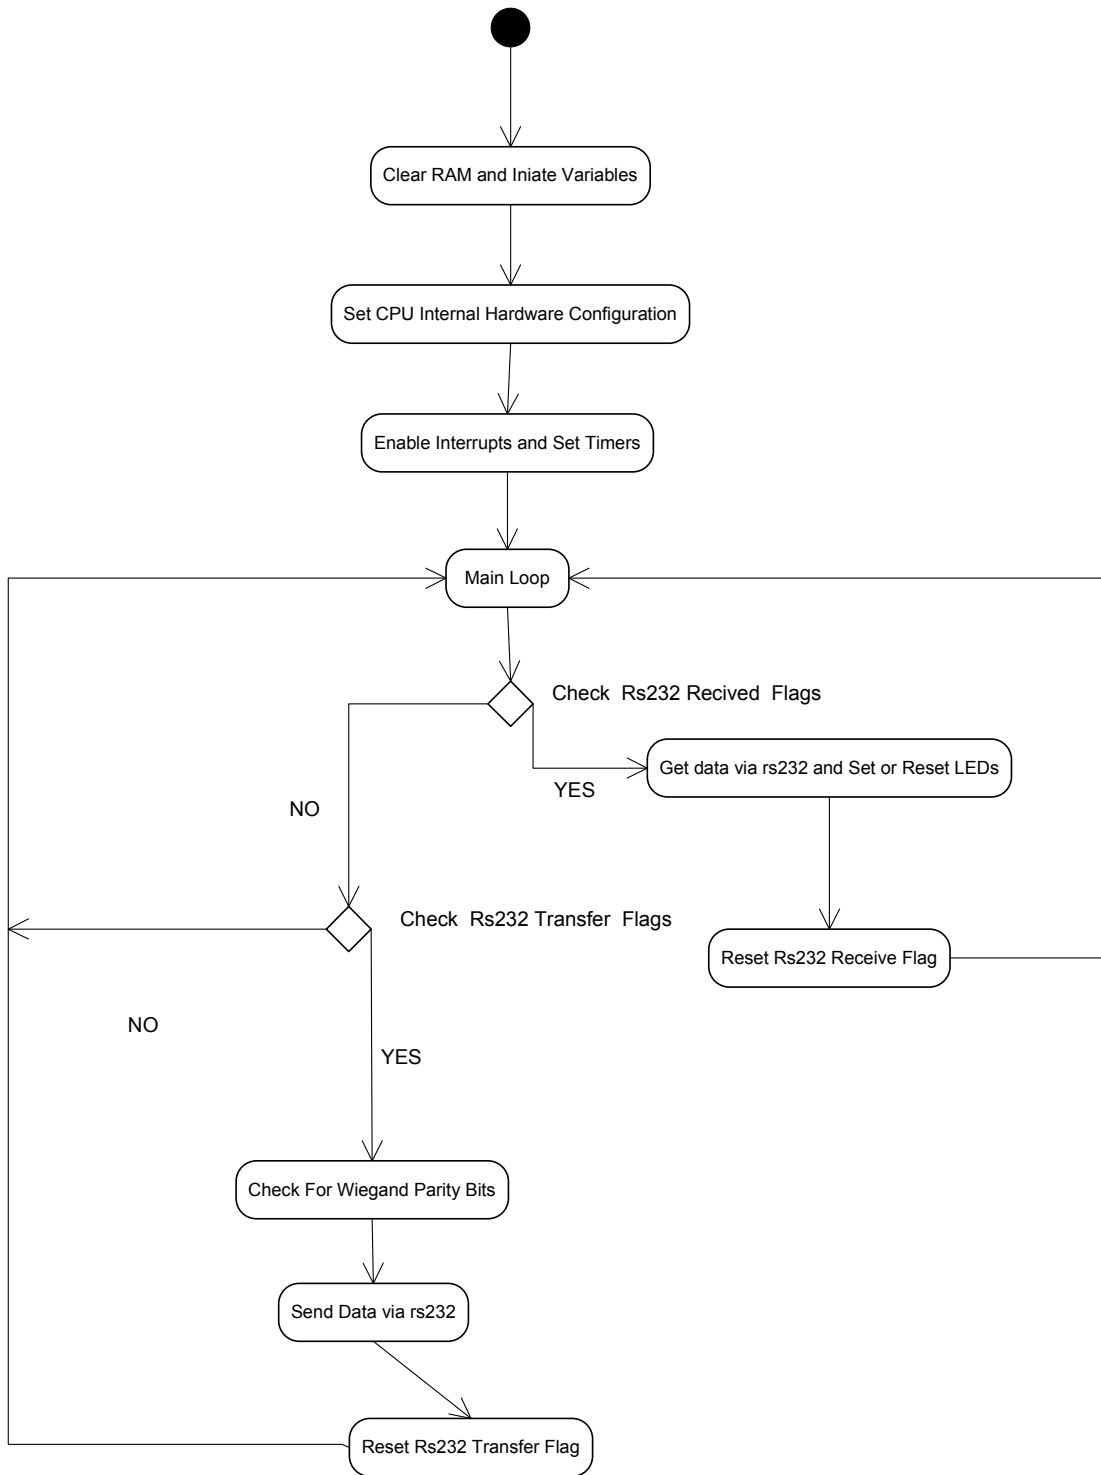 Clear RAM and Iniate Variables
Set CPU Internal Hardware Configuration
Enable Interrupts and Set Timers
Main Loop
Check Rs232 Recived Flags
Get data via rs232 and Set or Reset LEDs
YES
NO
Check Rs232 Transfer Flags
Reset Rs232 Receive Flag
NO
YES
Check For Wiegand Parity Bits
Send Data via rs232
Reset Rs232 Transfer Flag